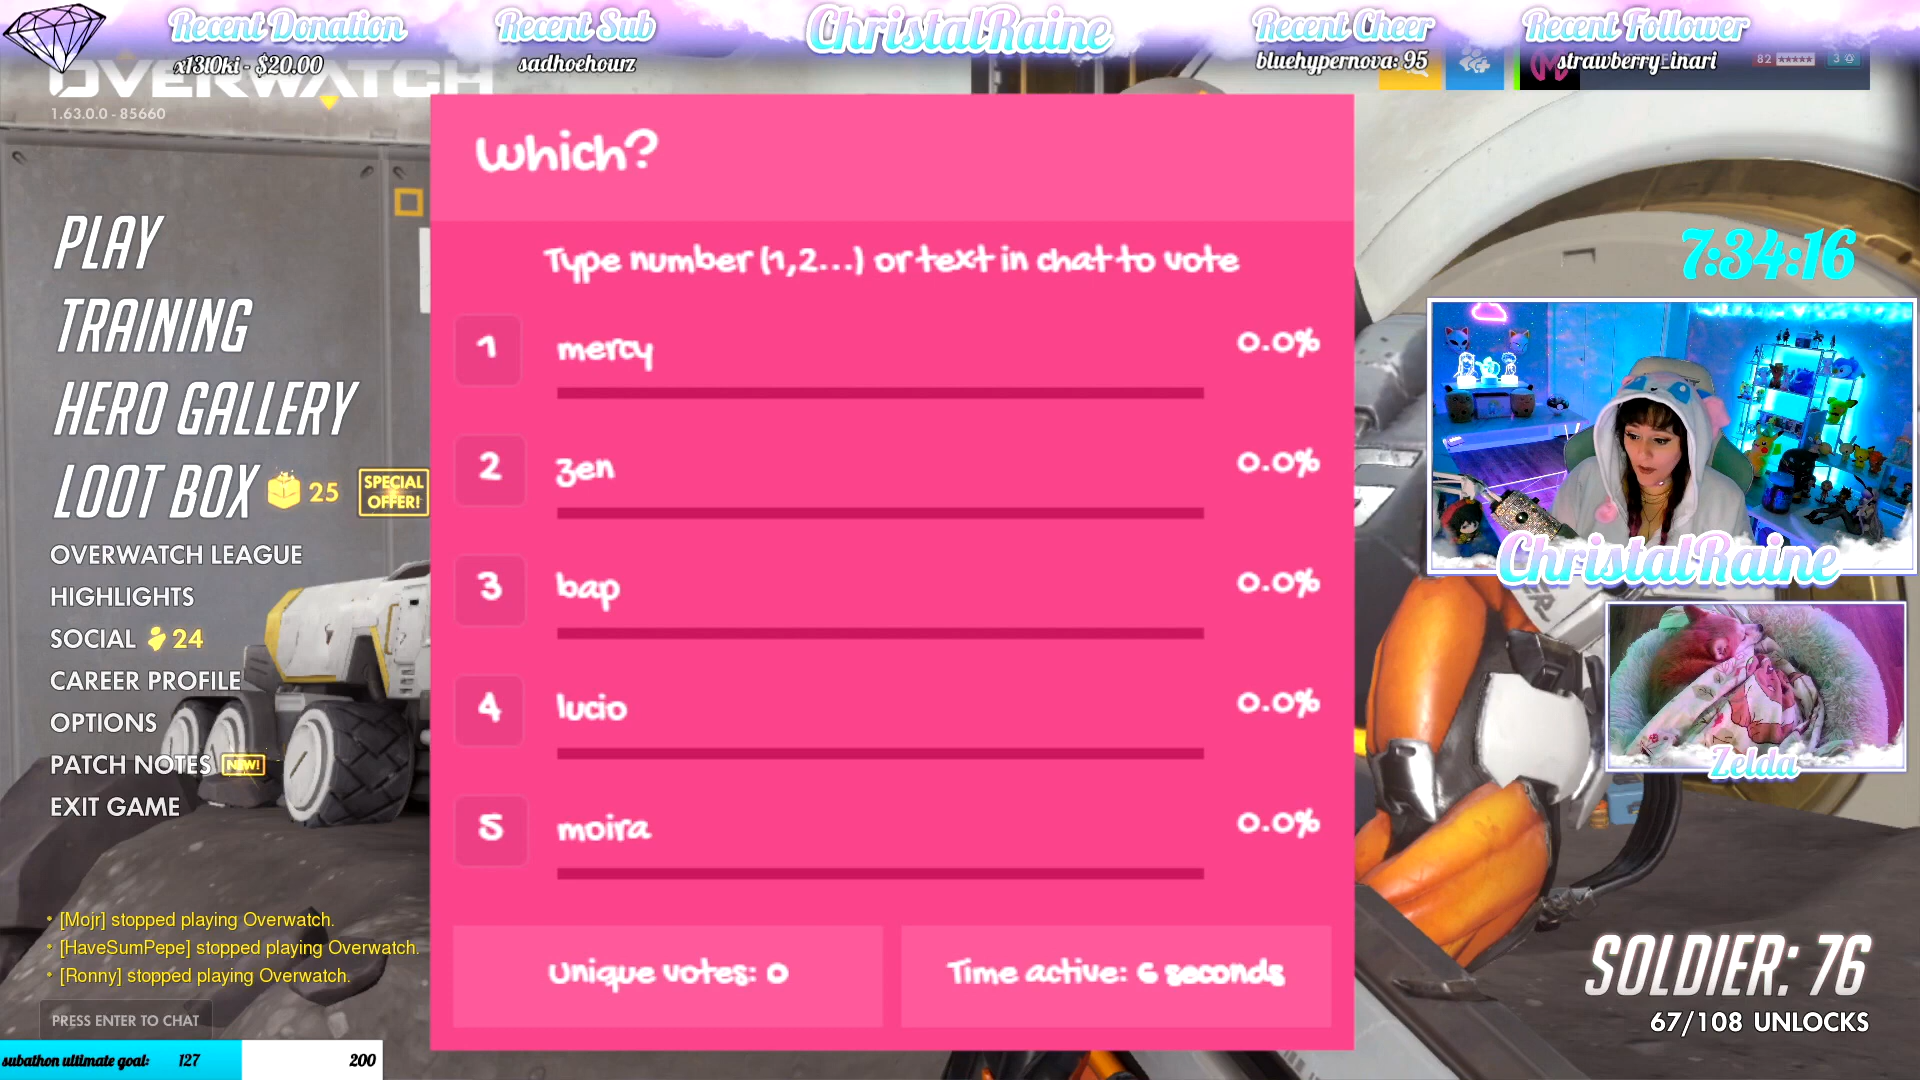 Recent Donation
x13l0ki - $20.00
Recent Sub
sadhoehourz
ChristalRaine
Recent Cheer
bluehypernova: 95
Recent Follower
strawberry_inari
82
3
OVERWATCH
1.63.0.0 - 85660
PLAY
TRAINING
HERO GALLERY
LOOT BOX 25 SPECIAL OFFER!
OVERWATCH LEAGUE
HIGHLIGHTS
SOCIAL 24
CAREER PROFILE
OPTIONS
PATCH NOTES NEW!
EXIT GAME
• [Mojr] stopped playing Overwatch.
• [HaveSumPepe] stopped playing Overwatch.
• [Ronny] stopped playing Overwatch.
PRESS ENTER TO CHAT
subathon ultimate goal: 127 200
Which?
Type number (1,2...) or text in chat to vote
1 mercy 0.0%
2 zen 0.0%
3 bap 0.0%
4 lucio 0.0%
5 moira 0.0%
Unique votes: 0
Time active: 6 seconds
7:34:16
ChristalRaine
Zelda
SOLDIER: 76
67/108 UNLOCKS